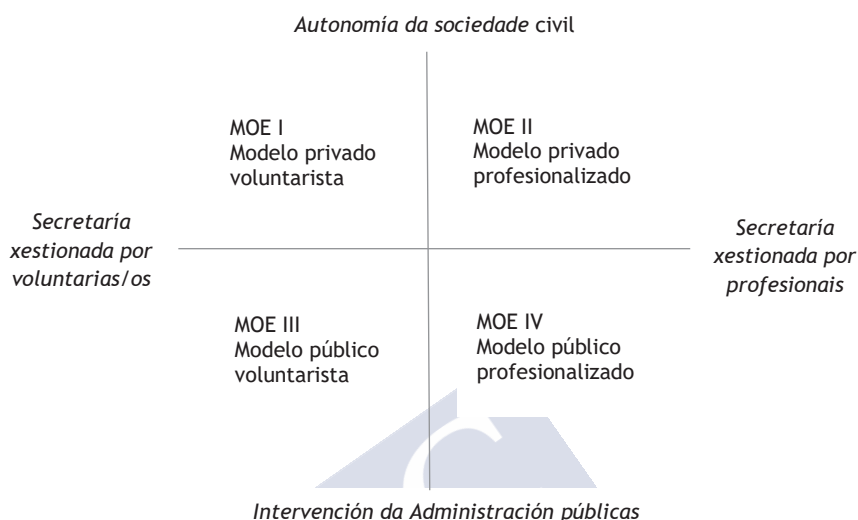 Autonomía da sociedade civil
MOE I
Modelo privado
voluntarista
MOE II
Modelo privado
profesionalizado
Secretaría
xestionada por
voluntarias/os
Secretaría
xestionada por
profesionais
MOE III
Modelo público
voluntarista
MOE IV
Modelo público
profesionalizado
Intervención da Administración públicas